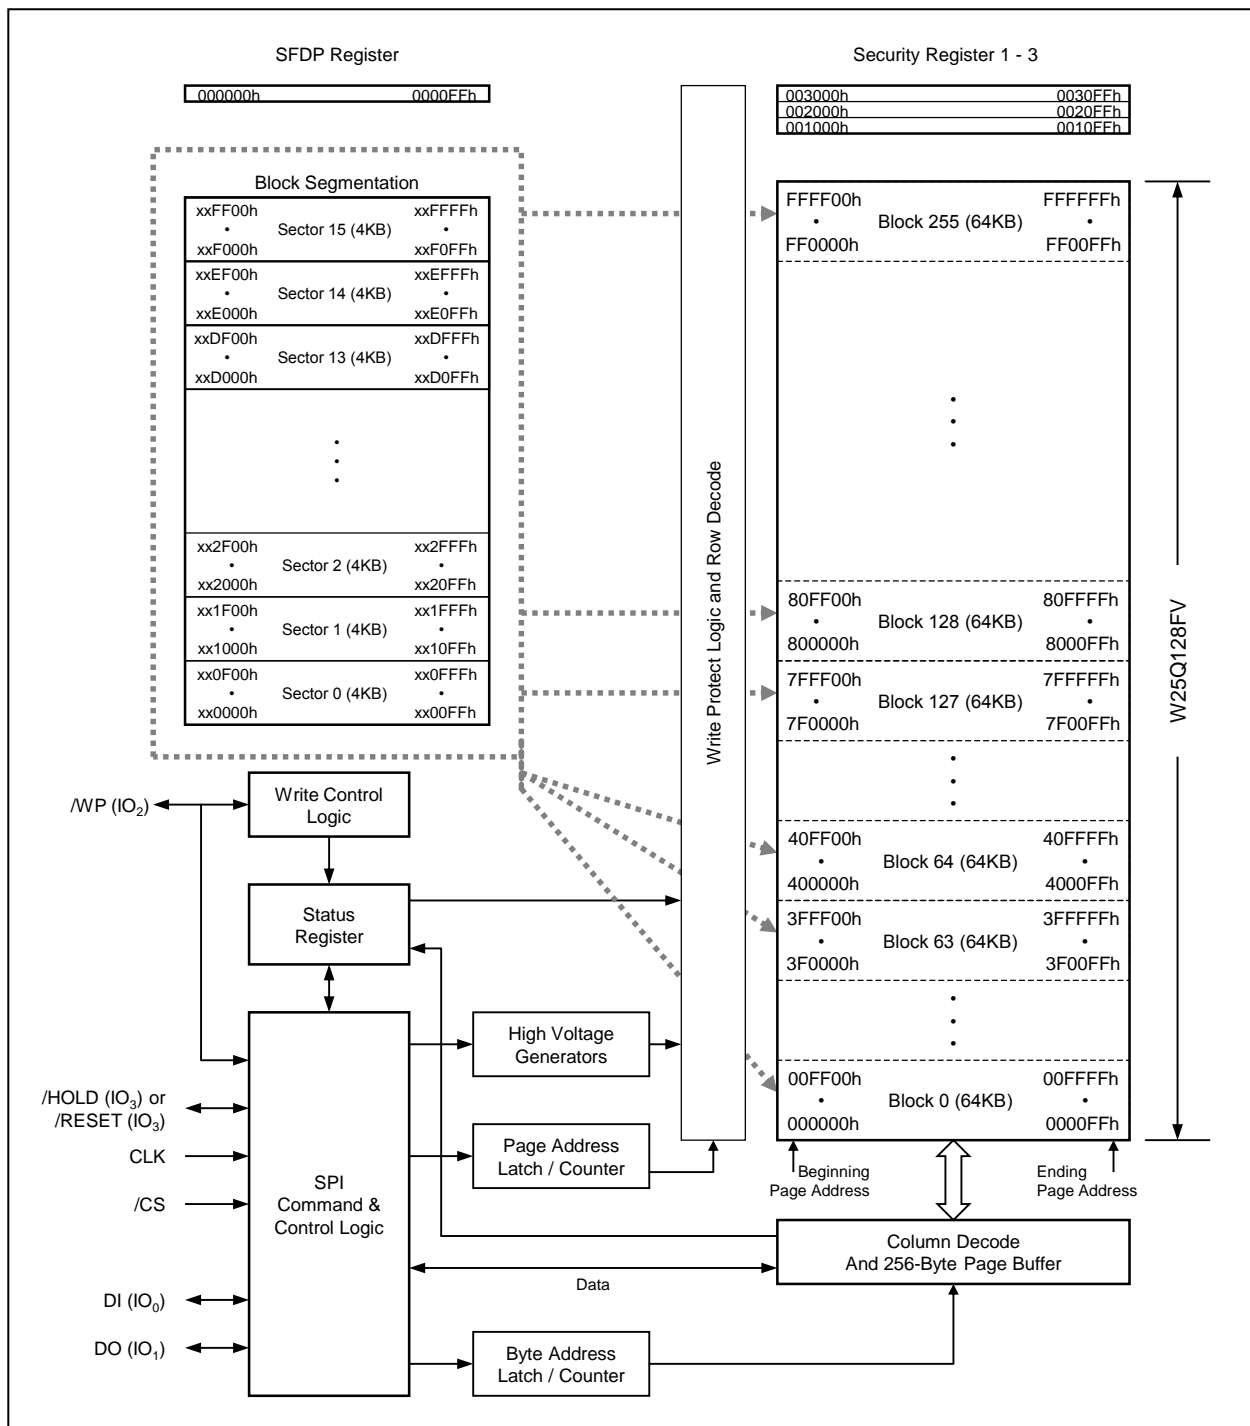 SFDP Register
000000h 0000FFh
Security Register 1 - 3
003000h 0030FFh
002000h 0020FFh
001000h 0010FFh
Block Segmentation
xxFF00h xxFFFFh
• Sector 15 (4KB) •
xxF000h xxF0FFh
xxEF00h xxEFFFh
• Sector 14 (4KB) •
xxE000h xxE0FFh
xxDF00h xxDFFFh
• Sector 13 (4KB) •
xxD000h xxD0FFh
xx2F00h xx2FFFh
• Sector 2 (4KB) •
xx2000h xx20FFh
xx1F00h xx1FFFh
• Sector 1 (4KB) •
xx1000h xx10FFh
xx0F00h xx0FFFh
• Sector 0 (4KB) •
xx0000h xx00FFh
Write Protect Logic and Row Decode
FFFF00h FFFFFFh
• Block 255 (64KB) •
FF0000h FF00FFh
80FF00h 80FFFFh
• Block 128 (64KB) •
800000h 8000FFh
7FFF00h 7FFFFFh
• Block 127 (64KB) •
7F0000h 7F00FFh
40FF00h 40FFFFh
• Block 64 (64KB) •
400000h 4000FFh
3FFF00h 3FFFFFh
• Block 63 (64KB) •
3F0000h 3F00FFh
00FF00h 00FFFFh
• Block 0 (64KB) •
000000h 0000FFh
W25Q128FV
Beginning
Page Address
Ending
Page Address
/WP (IO2)
Write Control
Logic
Status
Register
High Voltage
Generators
/HOLD (IO3) or
/RESET (IO3)
CLK
/CS
DI (IO0)
DO (IO1)
SPI
Command &
Control Logic
Page Address
Latch / Counter
Column Decode
And 256-Byte Page Buffer
Data
Byte Address
Latch / Counter